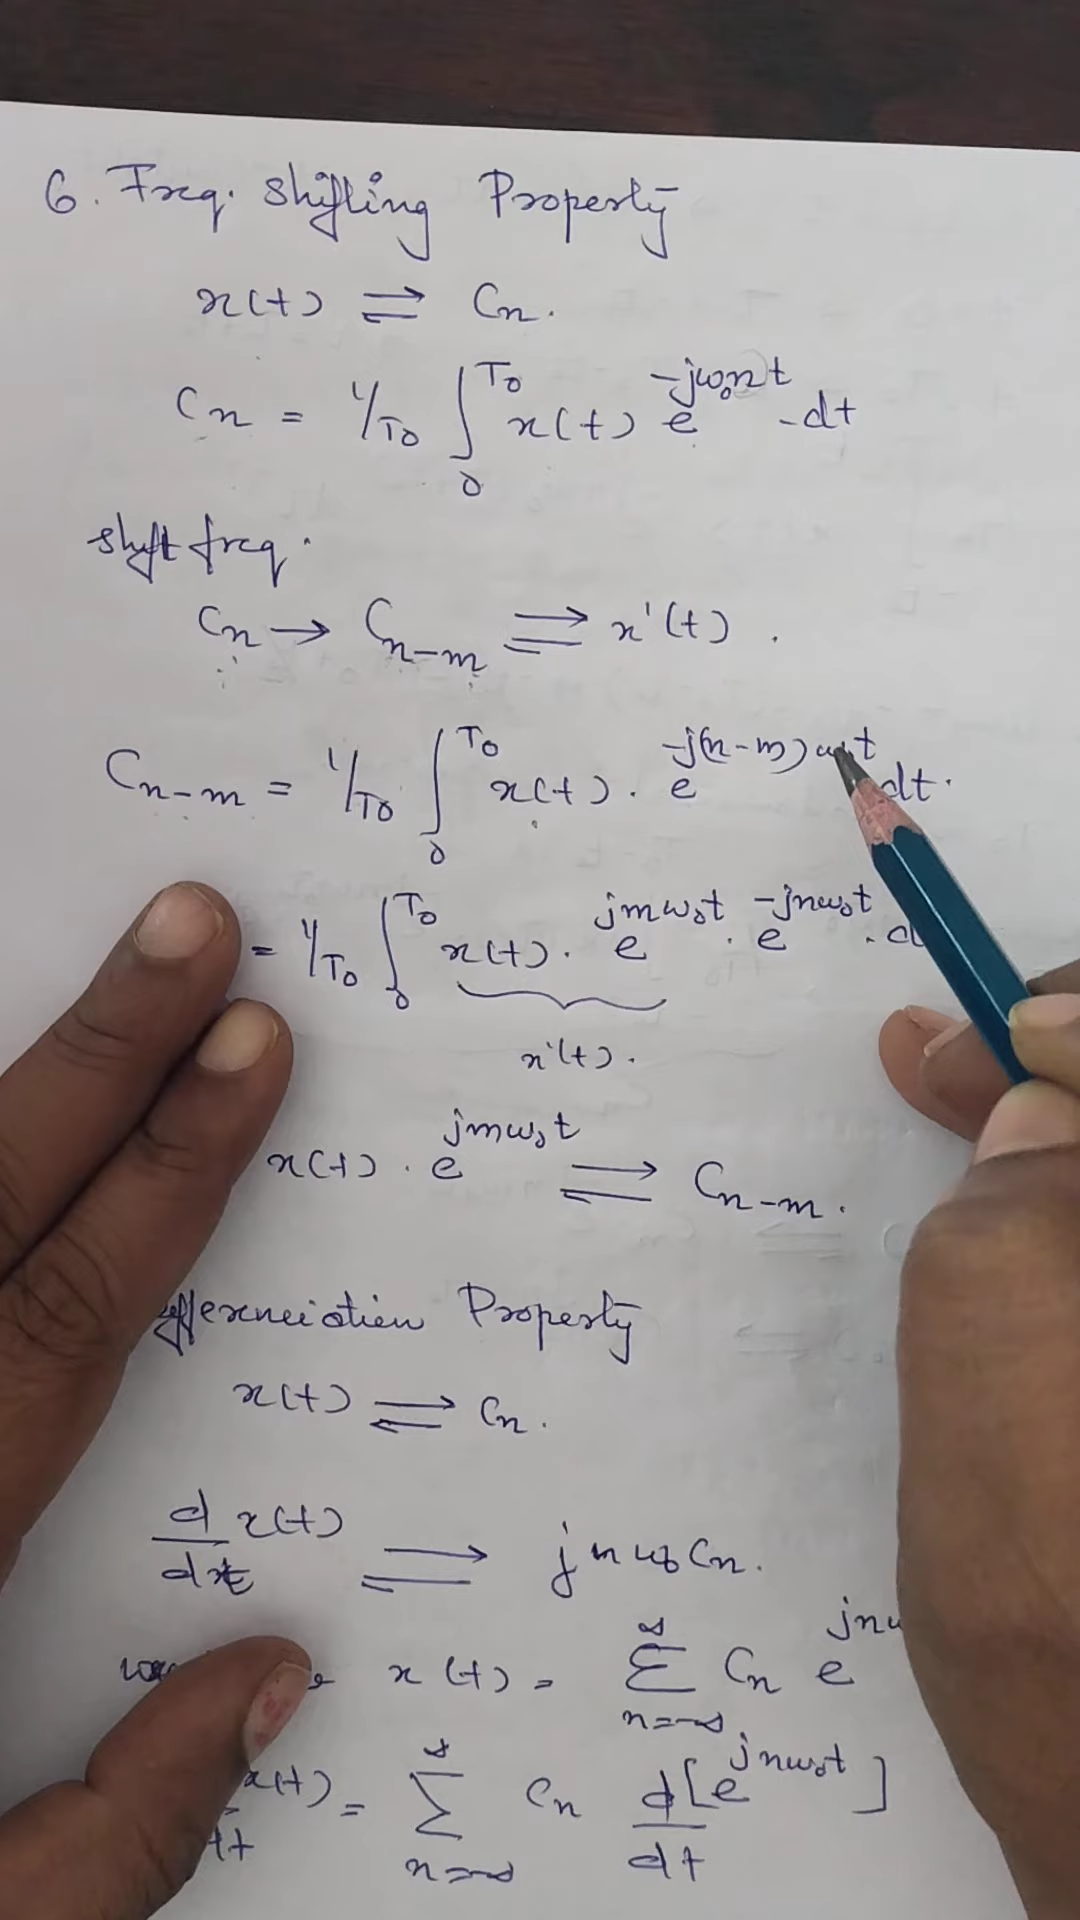 6. Freq. shifting Property
x(t) ⇌ Cn.
Cn = 1/T0 ∫₀^T0 x(t) e^-jω0nt .dt
shift freq.
Cn → Cn-m ⇌ x'(t).
Cn-m = 1/T0 ∫₀^T0 x(t). e^-j(n-m)ω0t dt.
= 1/T0 ∫₀^T0 x(t). e^jmω0t . e^-jnω0t .d
x'(t).
x(t). e^jmω0t ⇌ Cn-m.
Property
x(t) ⇌ Cn.
d/dt x(t) ⇌ jnω0Cn.
x(t) = Σ n=-∞ ^∞ Cn e^jn
x(t) = Σ n=-∞ ^∞ Cn d/dt [e^jnω0t]